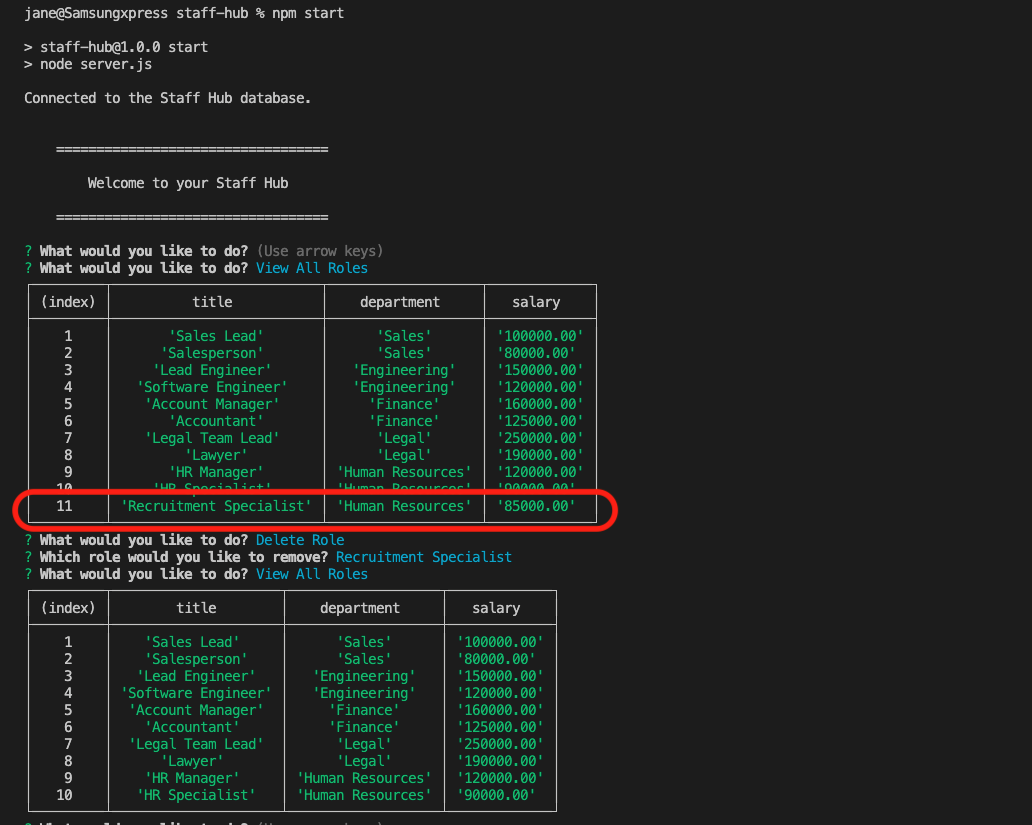 jane@Samsungxpress staff-hub % npm start
> staff-hub@1.0.0 start
> node server.js
Connected to the Staff Hub database.
==================================
Welcome to your Staff Hub
==================================
? What would you like to do? (Use arrow keys)
? What would you like to do? View All Roles
(index) title department salary
1 'Sales Lead' 'Sales' '100000.00'
2 'Salesperson' 'Sales' '80000.00'
3 'Lead Engineer' 'Engineering' '150000.00'
4 'Software Engineer' 'Engineering' '120000.00'
5 'Account Manager' 'Finance' '160000.00'
6 'Accountant' 'Finance' '125000.00'
7 'Legal Team Lead' 'Legal' '250000.00'
8 'Lawyer' 'Legal' '190000.00'
9 'HR Manager' 'Human Resources' '120000.00'
10 'HR Specialist' 'Human Resources' '90000.00'
11 'Recruitment Specialist' 'Human Resources' '85000.00'
? What would you like to do? Delete Role
? Which role would you like to remove? Recruitment Specialist
? What would you like to do? View All Roles
(index) title department salary
1 'Sales Lead' 'Sales' '100000.00'
2 'Salesperson' 'Sales' '80000.00'
3 'Lead Engineer' 'Engineering' '150000.00'
4 'Software Engineer' 'Engineering' '120000.00'
5 'Account Manager' 'Finance' '160000.00'
6 'Accountant' 'Finance' '125000.00'
7 'Legal Team Lead' 'Legal' '250000.00'
8 'Lawyer' 'Legal' '190000.00'
9 'HR Manager' 'Human Resources' '120000.00'
10 'HR Specialist' 'Human Resources' '90000.00'